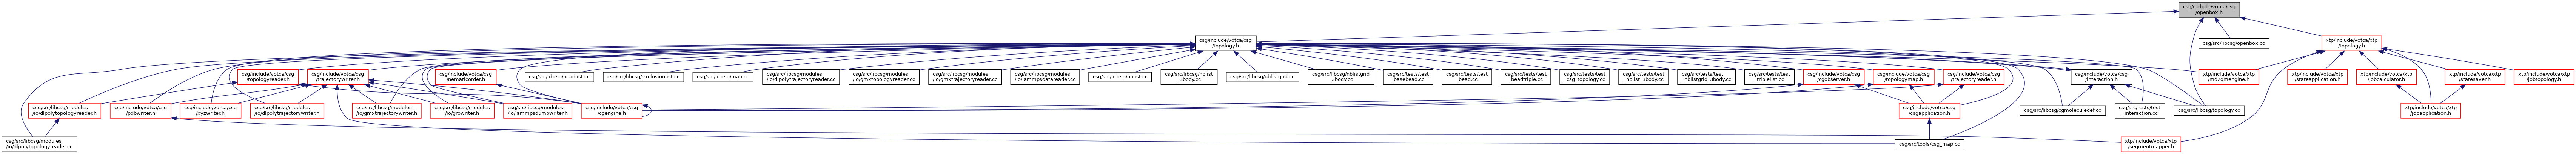 csg/include/votca/csg
/openbox.h
csg/include/votca/csg
/topology.h
csg/src/libcsg/openbox.cc
xtp/include/votca/xtp
/topology.h
csg/include/votca/csg
/topologyreader.h
csg/include/votca/csg
/trajectorywriter.h
csg/include/votca/csg
/nematicorder.h
csg/src/libcsg/beadlist.cc
csg/src/libcsg/exclusionlist.cc
csg/src/libcsg/map.cc
csg/src/libcsg/modules
/io/dlpolytrajectoryreader.cc
csg/src/libcsg/modules
/io/gmxtopologyreader.cc
csg/src/libcsg/modules
/io/gmxtrajectoryreader.cc
csg/src/libcsg/modules
/io/lammpsdatareader.cc
csg/src/libcsg/nblist.cc
csg/src/libcsg/nblist
_3body.cc
csg/src/libcsg/nblistgrid.cc
csg/src/libcsg/nblistgrid
_3body.cc
csg/src/tests/test
_basebead.cc
csg/src/tests/test
_bead.cc
csg/src/tests/test
_beadtriple.cc
csg/src/tests/test
_csg_topology.cc
csg/src/tests/test
_nblist_3body.cc
csg/src/tests/test
_nblistgrid_3body.cc
csg/src/tests/test
_triplelist.cc
csg/include/votca/csg
/cgobserver.h
csg/include/votca/csg
/topologymap.h
csg/include/votca/csg
/trajectoryreader.h
csg/include/votca/csg
/interaction.h
xtp/include/votca/xtp
/md2qmengine.h
xtp/include/votca/xtp
/stateapplication.h
xtp/include/votca/xtp
/qmcalculator.h
xtp/include/votca/xtp
/statesaver.h
xtp/include/votca/xtp
/jobtopology.h
csg/src/libcsg/modules
/io/dlpolytopologyreader.h
csg/include/votca/csg
/pdbwriter.h
csg/include/votca/csg
/xyzwriter.h
csg/src/libcsg/modules
/io/dlpolytrajectorywriter.h
csg/src/libcsg/modules
/io/gmxtrajectorywriter.h
csg/src/libcsg/modules
/io/growriter.h
csg/src/libcsg/modules
/io/lammpsdumpwriter.h
csg/include/votca/csg
/cgengine.h
csg/include/votca/csg
/csgapplication.h
csg/src/libcsg/cgmoleculedef.cc
csg/src/tests/test
_interaction.cc
csg/src/libcsg/topology.cc
xtp/include/votca/xtp
/jobapplication.h
csg/src/libcsg/modules
/io/dlpolytopologyreader.cc
csg/src/tools/csg_map.cc
xtp/include/votca/xtp
/segmentmapper.h